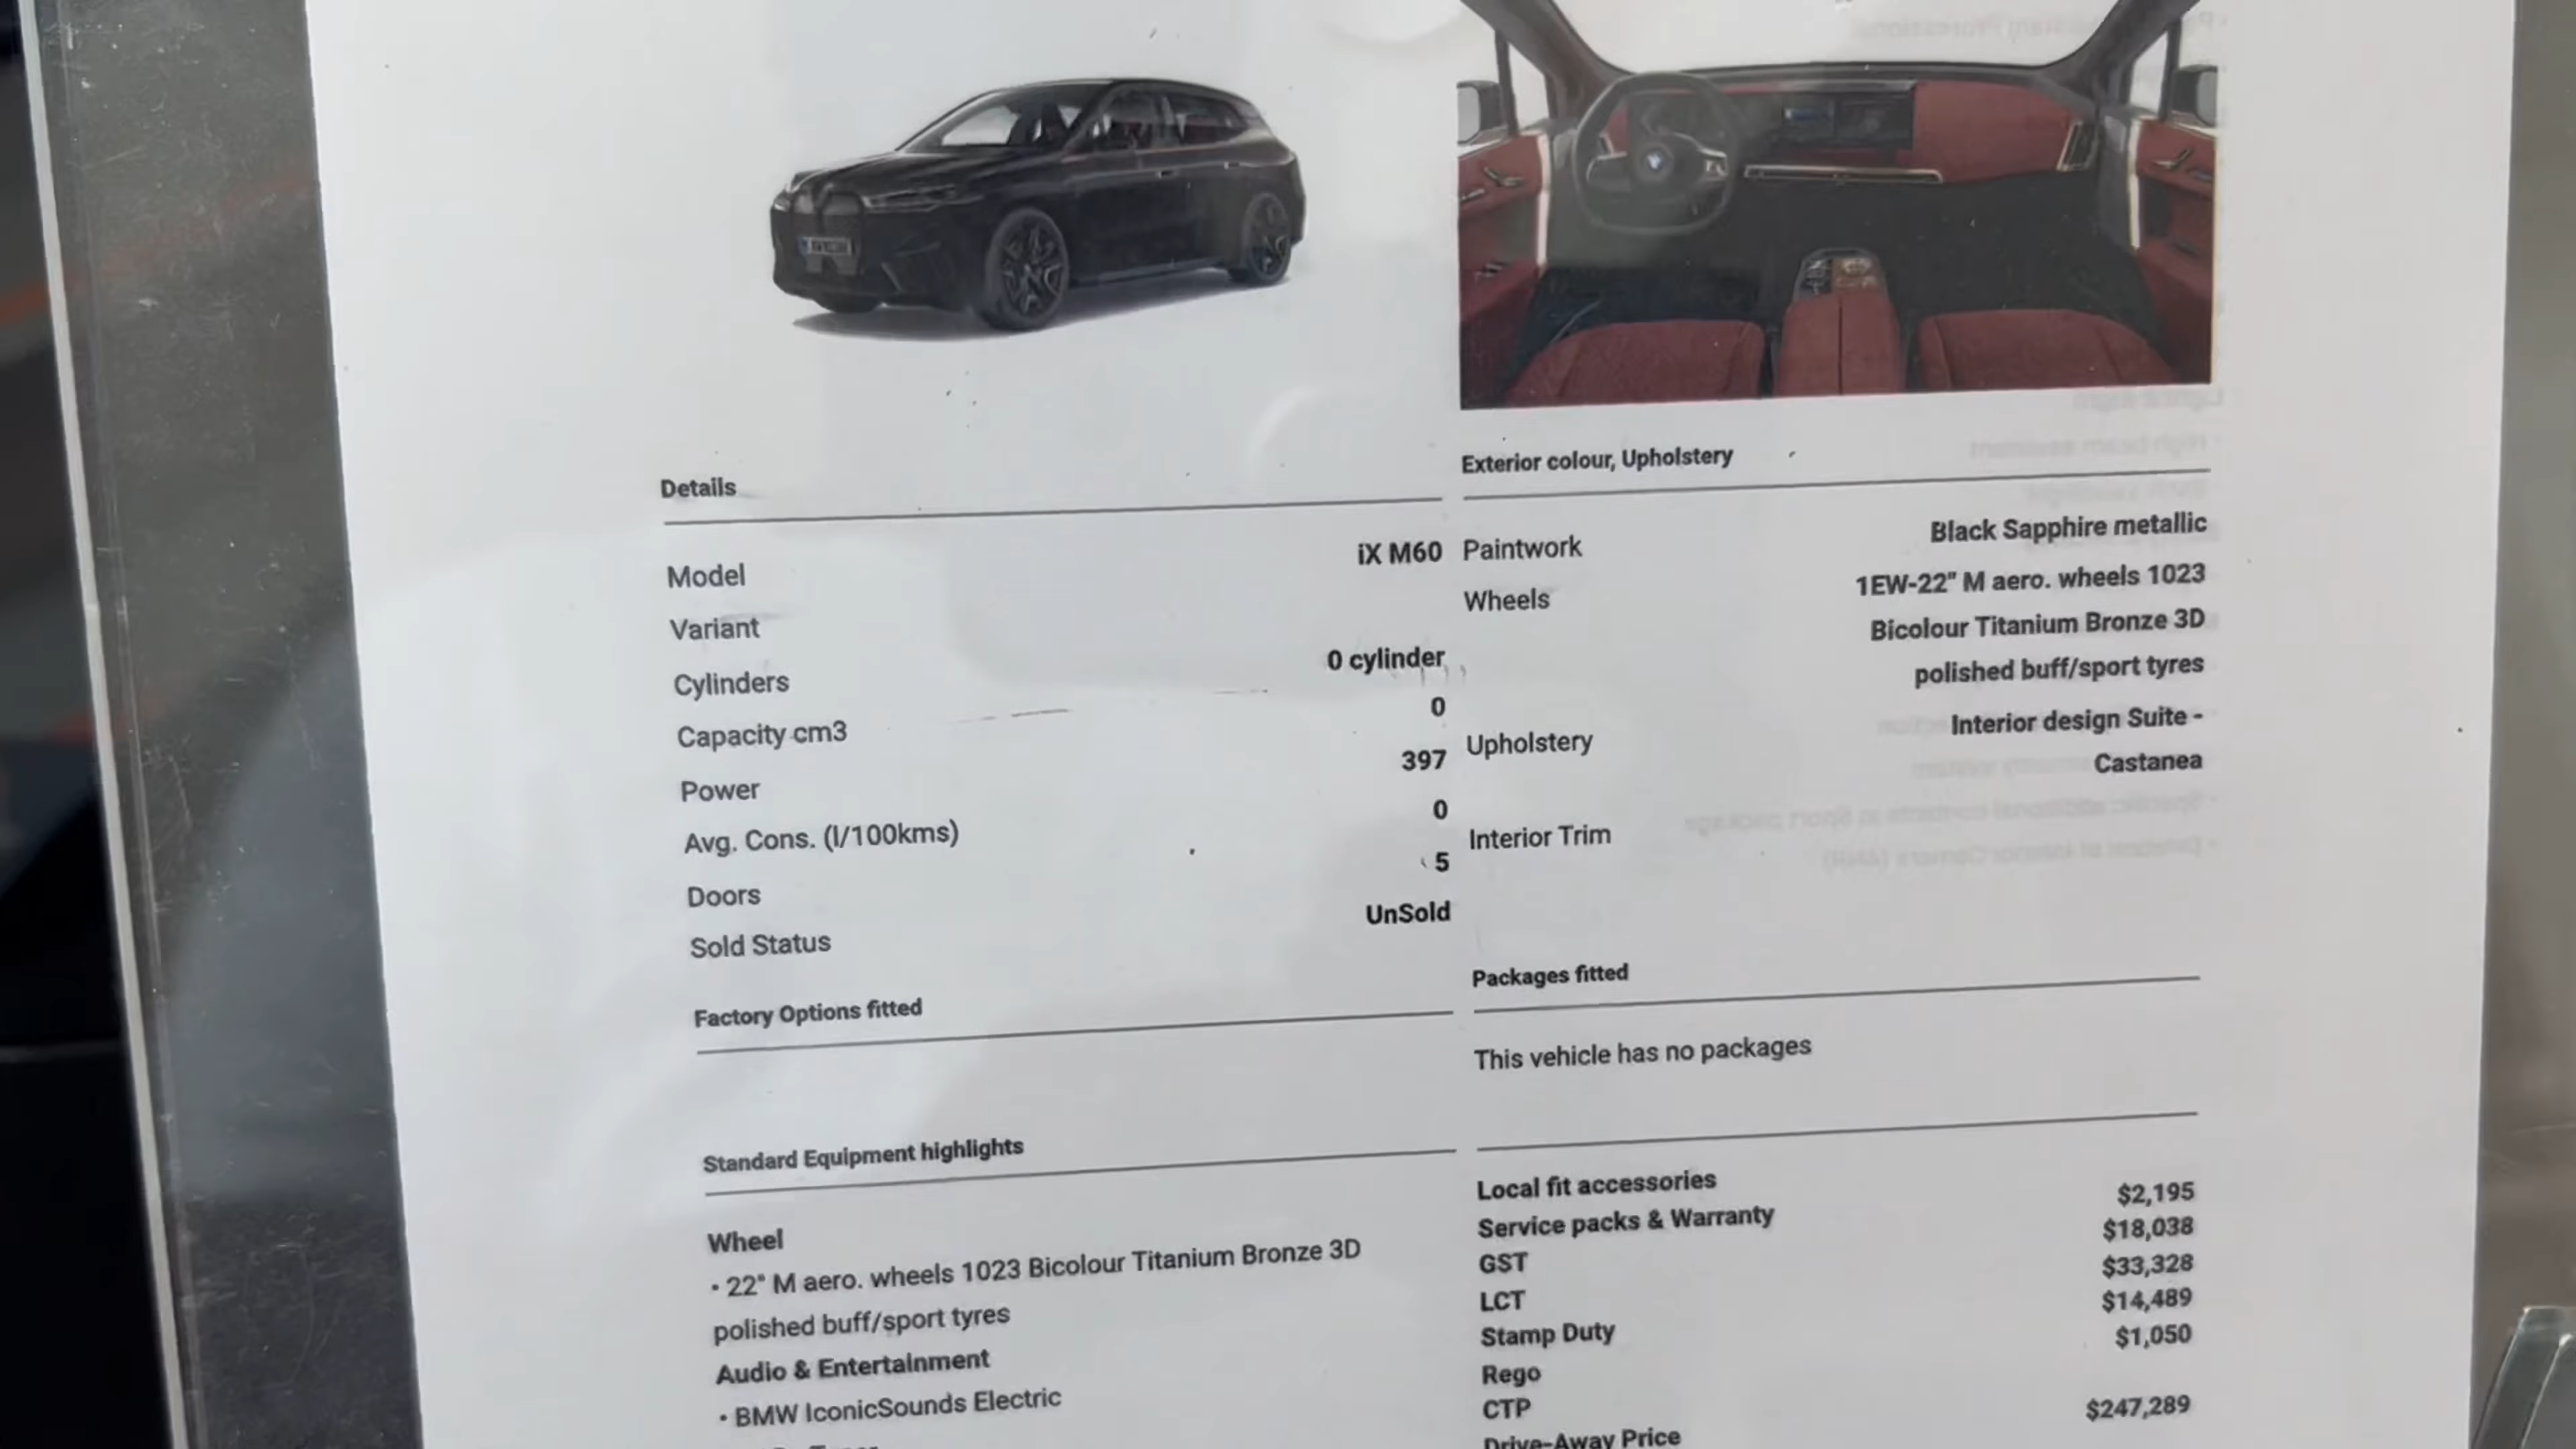 Details
Model iX M60
Variant
Cylinders 0 cylinder
Capacity cm3 0
Power 397
Avg. Cons. (l/100kms) 0
Doors 5
Sold Status UnSold
Factory Options fitted
Standard Equipment highlights
Wheel
• 22" M aero. wheels 1023 Bicolour Titanium Bronze 3D
polished buff/sport tyres
Audio & Entertainment
• BMW IconicSounds Electric
Exterior colour, Upholstery
Paintwork Black Sapphire metallic
Wheels 1EW-22" M aero. wheels 1023
Bicolour Titanium Bronze 3D
polished buff/sport tyres
Upholstery Interior design Suite -
Castanea
Interior Trim
Packages fitted
This vehicle has no packages
Local fit accessories
Service packs & Warranty $2,195
GST $18,038
LCT $33,328
Stamp Duty $14,489
Rego $1,050
CTP
Drive-Away Price $247,289